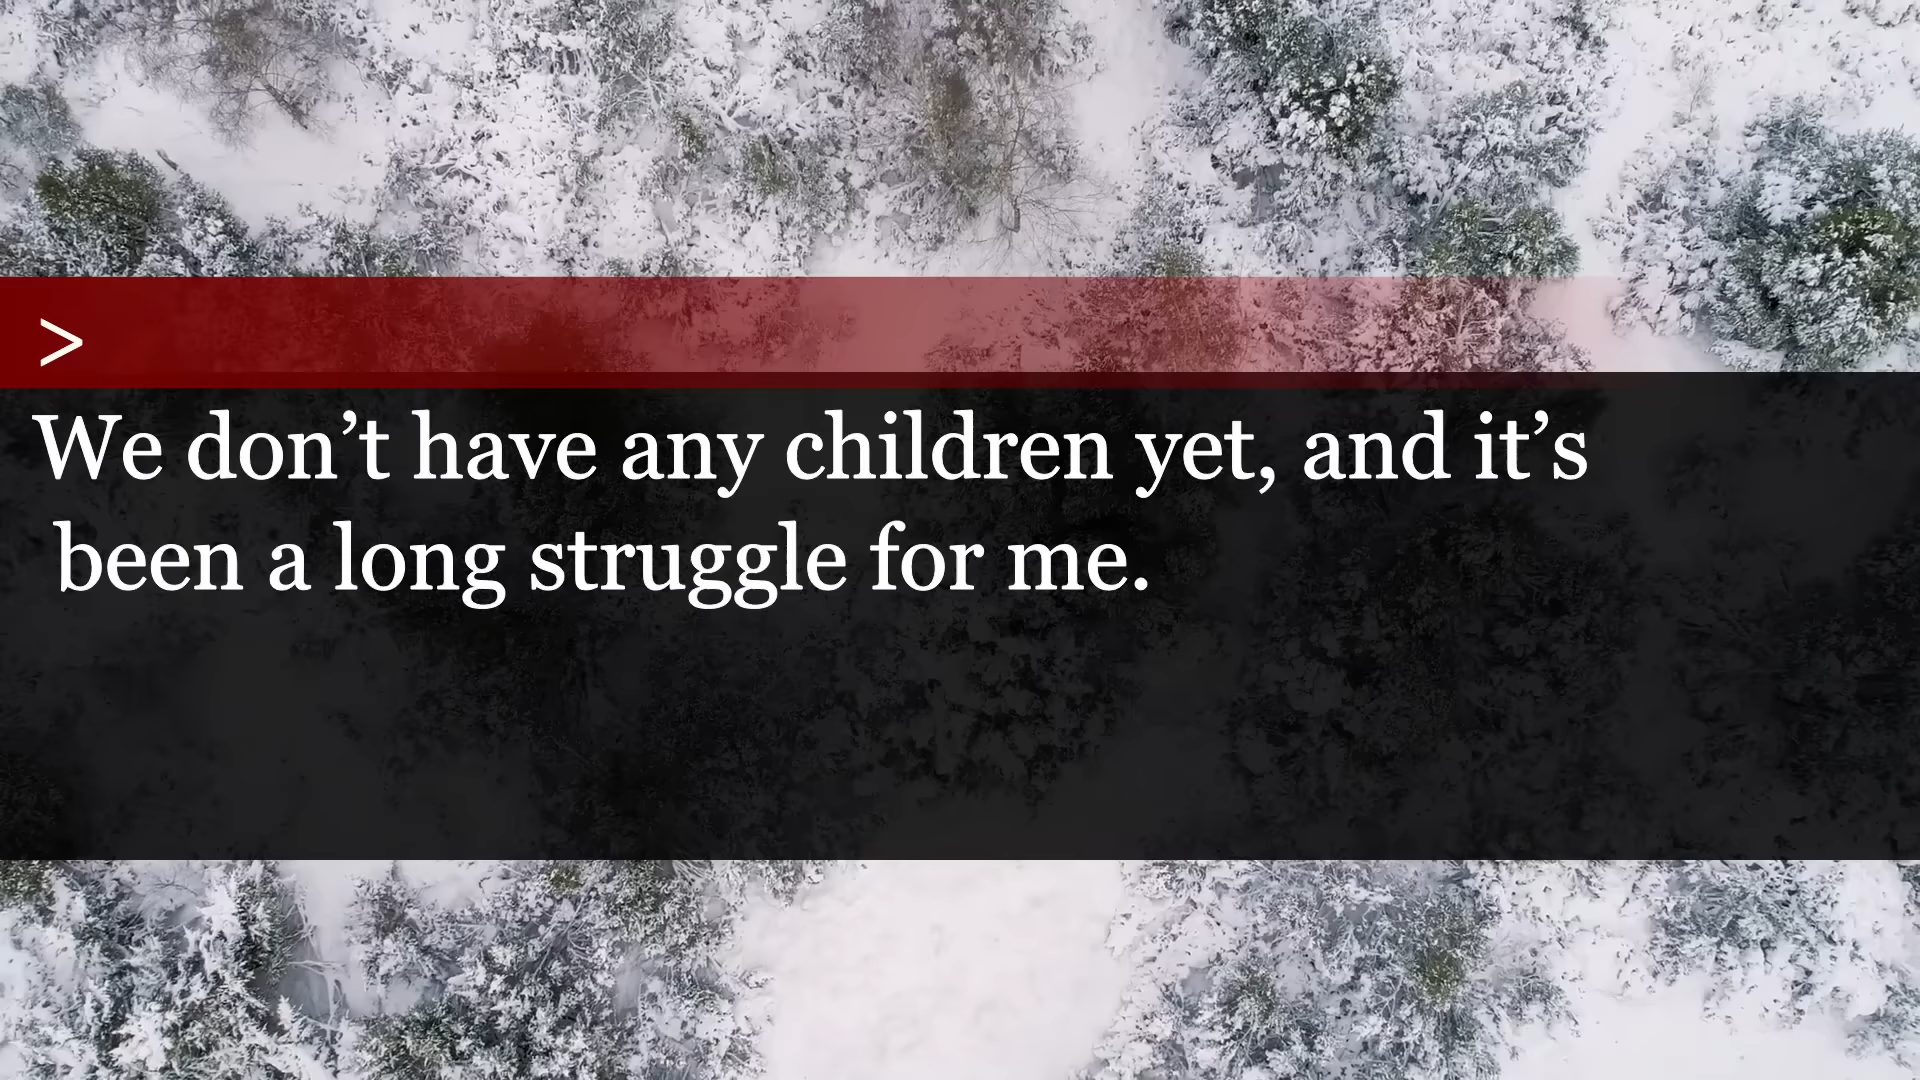 >
We don’t have any children yet, and it’s
been a long struggle for me.